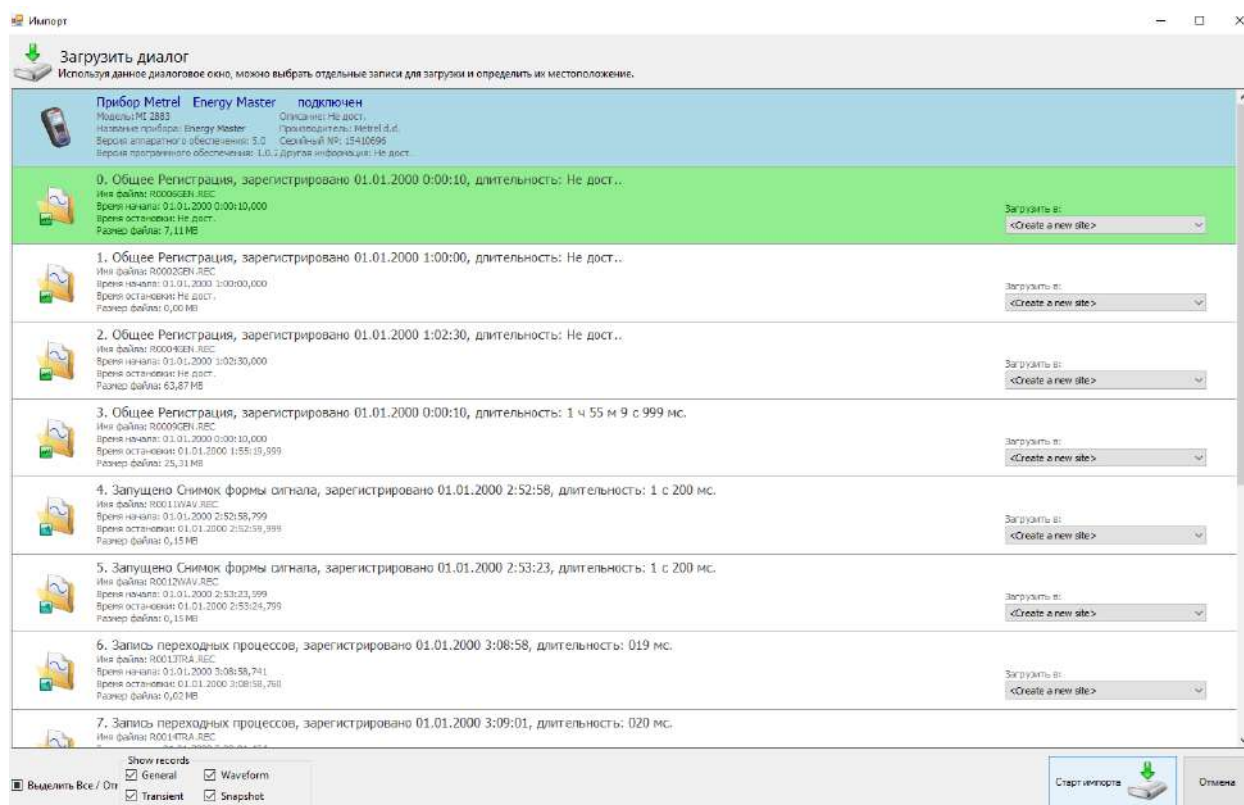 Импорт
Загрузить диалог
Используя данное диалоговое окно, можно выбрать отдельные записи для загрузки и определить их местоположение.
Прибор Metrel Energy Master подключен
Модель: MI 2883 Описание: Не дост.
Название прибора: Energy Master Производитель: Metrel d.d.
Версия аппаратного обеспечения: 5.0 Серийный №: 15410696
Версия программного обеспечения: 1.0. Другая информация: Не дост.
0. Общее Регистрация, зарегистрировано 01.01.2000 0:00:10, длительность: Не дост..
Имя файла: R0006GEN.REC
Время начала: 01.01.2000 0:00:10,000
Время остановки: Не дост.
Размер файла: 7,11 MB
Загрузить в:
<Create a new site>
1. Общее Регистрация, зарегистрировано 01.01.2000 1:00:00, длительность: Не дост..
Имя файла: R0002GEN.REC
Время начала: 01.01.2000 1:00:00,000
Время остановки: Не дост.
Размер файла: 0,00 MB
Загрузить в:
<Create a new site>
2. Общее Регистрация, зарегистрировано 01.01.2000 1:02:30, длительность: Не дост..
Имя файла: R0004GEN.REC
Время начала: 01.01.2000 1:02:30,000
Время остановки: Не дост.
Размер файла: 63,87 MB
Загрузить в:
<Create a new site>
3. Общее Регистрация, зарегистрировано 01.01.2000 0:00:10, длительность: 1 ч 55 м 9 с 999 мс.
Имя файла: R0009GEN.REC
Время начала: 01.01.2000 0:00:10,000
Время остановки: 01.01.2000 1:55:19,999
Размер файла: 25,31 MB
Загрузить в:
<Create a new site>
4. Запущено Снимок формы сигнала, зарегистрировано 01.01.2000 2:52:58, длительность: 1 с 200 мс.
Имя файла: R0011WAV.REC
Время начала: 01.01.2000 2:52:58,799
Время остановки: 01.01.2000 2:52:59,999
Размер файла: 0,15 MB
Загрузить в:
<Create a new site>
5. Запущено Снимок формы сигнала, зарегистрировано 01.01.2000 2:53:23, длительность: 1 с 200 мс.
Имя файла: R0012WAV.REC
Время начала: 01.01.2000 2:53:23,599
Время остановки: 01.01.2000 2:53:24,799
Размер файла: 0,15 MB
Загрузить в:
<Create a new site>
6. Запись переходных процессов, зарегистрировано 01.01.2000 3:08:58, длительность: 019 мс.
Имя файла: R0013TRA.REC
Время начала: 01.01.2000 3:08:58,741
Время остановки: 01.01.2000 3:08:58,760
Размер файла: 0,02 MB
Загрузить в:
<Create a new site>
7. Запись переходных процессов, зарегистрировано 01.01.2000 3:09:01, длительность: 020 мс.
Имя файла: R0014TRA.REC
Show records
Выделить Все / От
General Waveform
Transient Snapshot
Старт импорта
Отмена